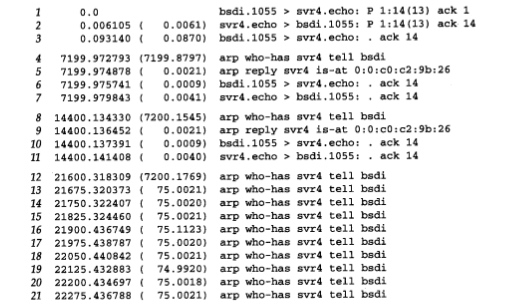 1 0.0 bsdi.1055 > svr4.echo: P 1:14(13) ack 1
2 0.006105 ( 0.0061) svr4.echo > bsdi.1055: P 1:14(13) ack 14
3 0.093140 ( 0.0870) bsdi.1055 > svr4.echo: . ack 14
4 7199.972793 (7199.8797) arp who-has svr4 tell bsdi
5 7199.974878 ( 0.0021) arp reply svr4 is-at 0:0:c0:c2:9b:26
6 7199.975741 ( 0.0009) bsdi.1055 > svr4.echo: . ack 14
7 7199.979843 ( 0.0041) svr4.echo > bsdi.1055: . ack 14
8 14400.134330 (7200.1545) arp who-has svr4 tell bsdi
9 14400.136452 ( 0.0021) arp reply svr4 is-at 0:0:c0:c2:9b:26
10 14400.137391 ( 0.0009) bsdi.1055 > svr4.echo: . ack 14
11 14400.141408 ( 0.0040) svr4.echo > bsdi.1055: . ack 14
12 21600.318309 (7200.1769) arp who-has svr4 tell bsdi
13 21675.320373 ( 75.0021) arp who-has svr4 tell bsdi
14 21750.322407 ( 75.0020) arp who-has svr4 tell bsdi
15 21825.324460 ( 75.0021) arp who-has svr4 tell bsdi
16 21900.436749 ( 75.1123) arp who-has svr4 tell bsdi
17 21975.438787 ( 75.0020) arp who-has svr4 tell bsdi
18 22050.440842 ( 75.0021) arp who-has svr4 tell bsdi
19 22125.432883 ( 74.9920) arp who-has svr4 tell bsdi
20 22200.434697 ( 75.0018) arp who-has svr4 tell bsdi
21 22275.436788 ( 75.0021) arp who-has svr4 tell bsdi